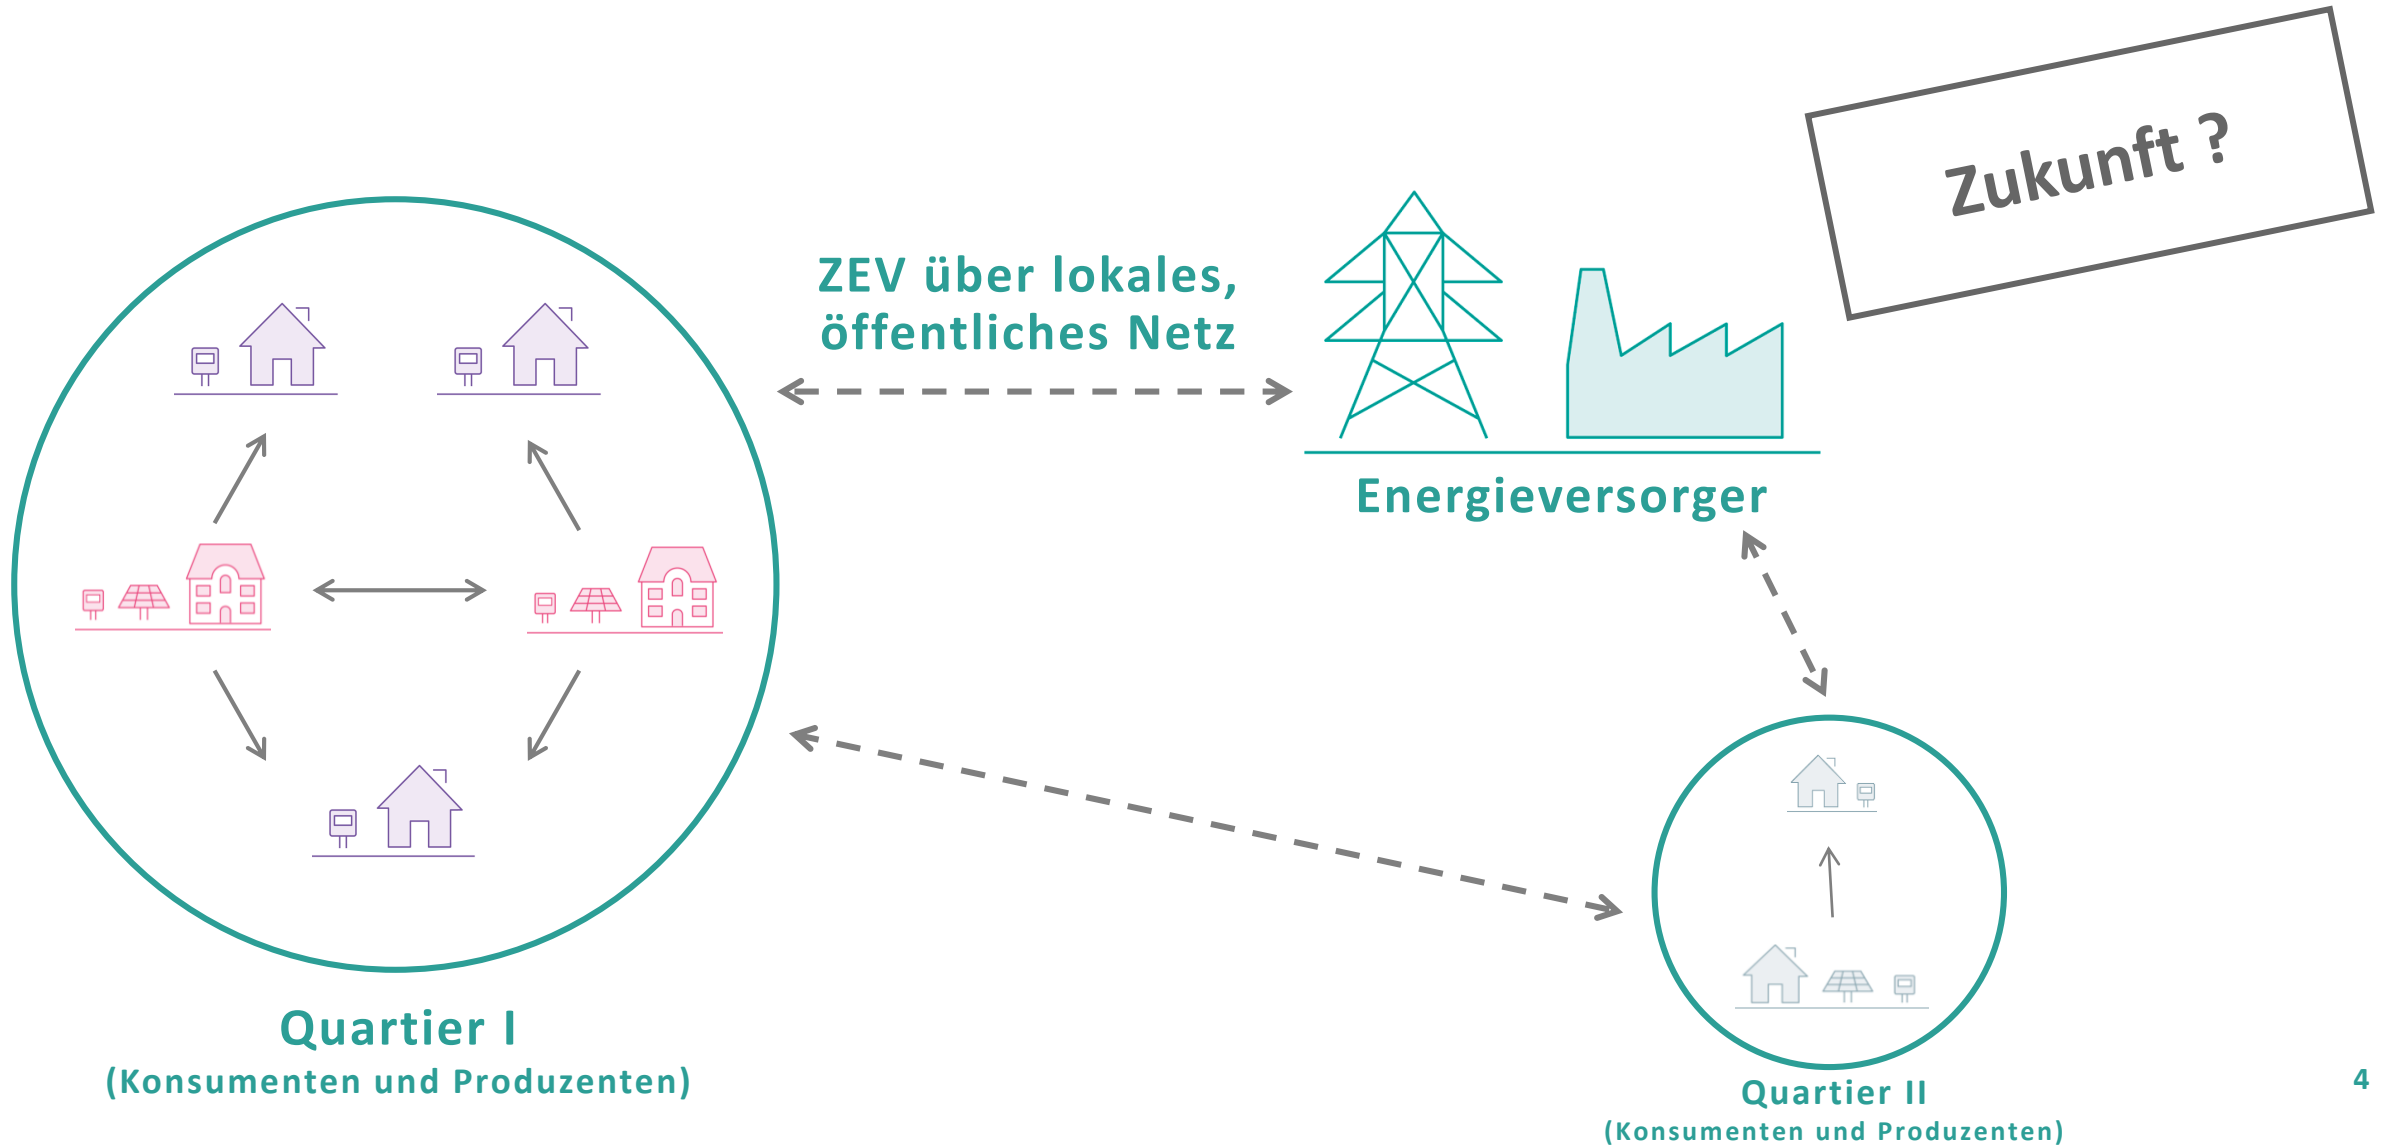 Zukunft ?
ZEV über lokales,
öffentliches Netz
Energieversorger
Quartier I
(Konsumenten und Produzenten)
Quartier II
(Konsumenten und Produzenten)
4